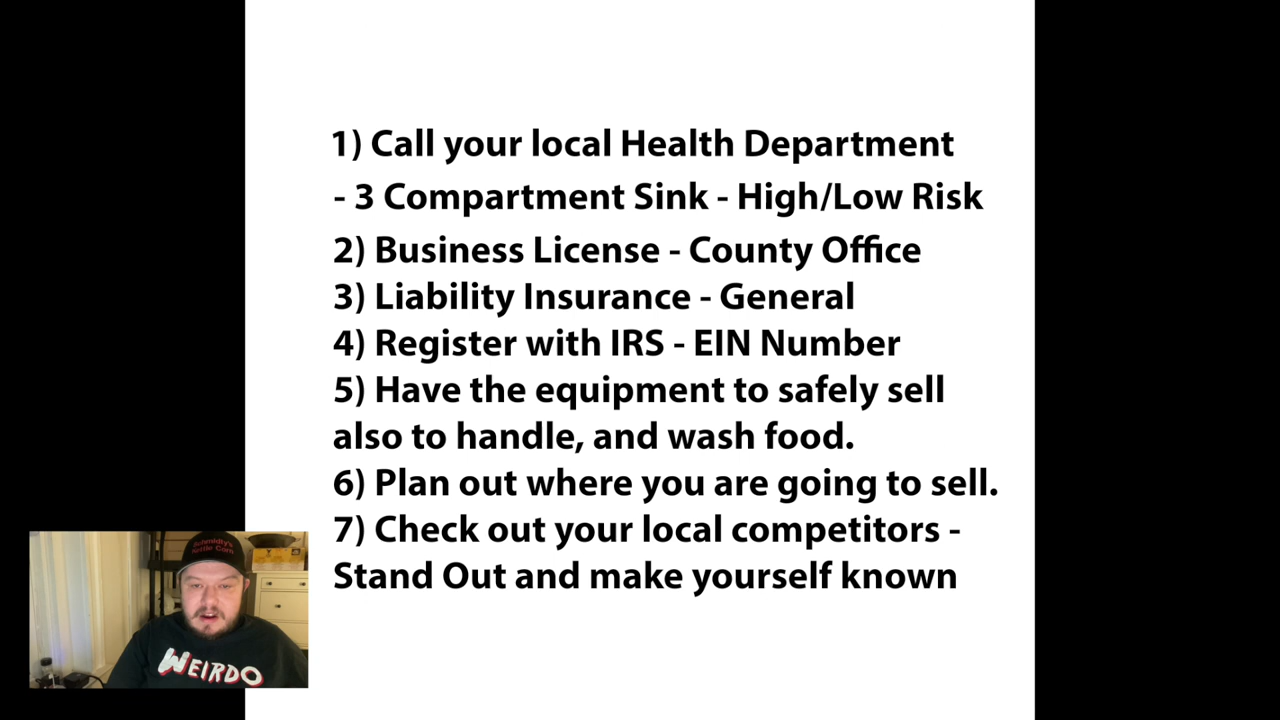 1) Call your local Health Department
- 3 Compartment Sink - High/Low Risk
2) Business License - County Office
3) Liability Insurance - General
4) Register with IRS - EIN Number
5) Have the equipment to safely sell
also to handle, and wash food.
6) Plan out where you are going to sell.
7) Check out your local competitors -
Stand Out and make yourself known
Schmidty's
Kettle Corn
WEIRDO